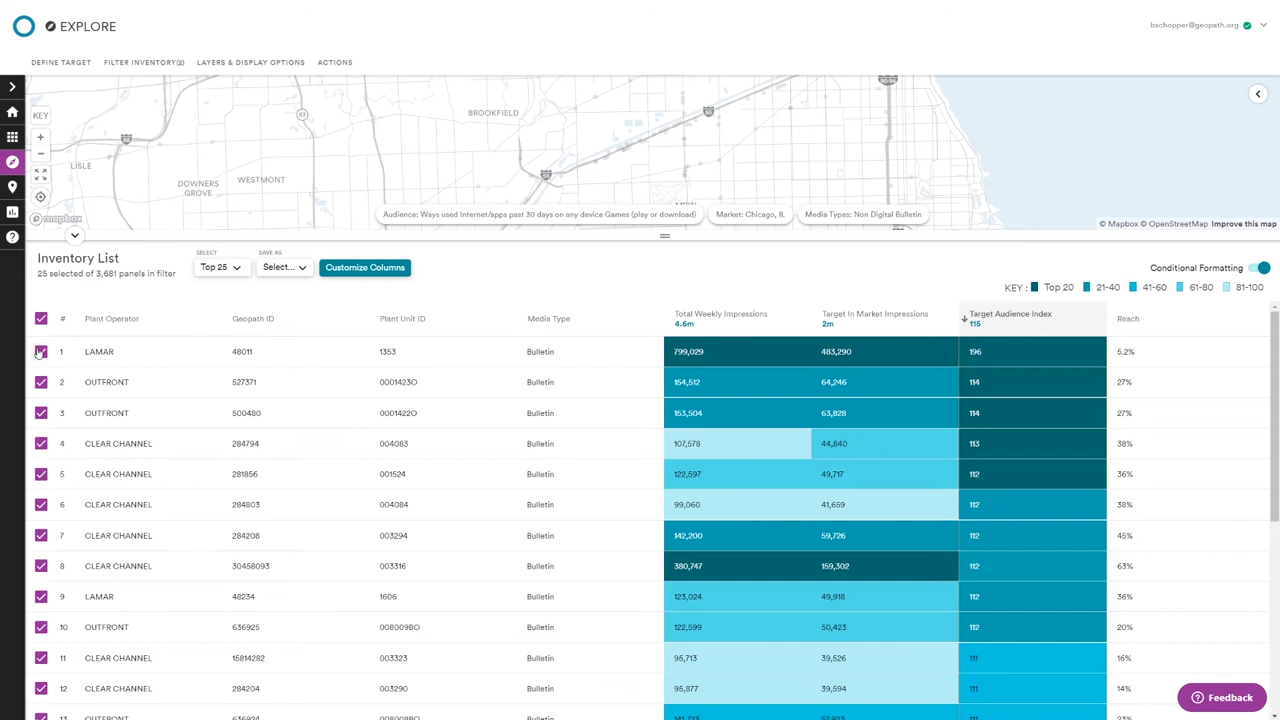 EXPLORE
bschopper@geopath.org
DEFINE TARGET FILTER INVENTORY(2) LAYERS & DISPLAY OPTIONS ACTIONS
KEY
BROOKFIELD
LISLE
DOWNERS GROVE
WESTMONT
mapbox
Audience: Ways used Internet/apps past 30 days on any device Games (play or download)
Market: Chicago, IL
Media Types: Non Digital Bulletin
© Mapbox © OpenStreetMap Improve this map
Inventory List
25 selected of 3,681 panels in filter
SELECT
Top 25
SAVE AS
Select...
Customize Columns
Conditional Formatting
KEY : Top 20 21-40 41-60 61-80 81-100
# Plant Operator Geopath ID Plant Unit ID Media Type Total Weekly Impressions Target In Market Impressions Target Audience Index Reach
4.6m 2m 115
1 LAMAR 48011 1353 Bulletin 799,029 483,290 196 5.2%
2 OUTFRONT 527371 0001423O Bulletin 154,512 64,246 114 27%
3 OUTFRONT 500480 0001422O Bulletin 153,504 63,828 114 27%
4 CLEAR CHANNEL 284794 004083 Bulletin 107,578 44,840 113 38%
5 CLEAR CHANNEL 281856 001524 Bulletin 122,597 49,717 112 36%
6 CLEAR CHANNEL 284803 004084 Bulletin 99,060 41,659 112 38%
7 CLEAR CHANNEL 284208 003294 Bulletin 142,200 59,726 112 45%
8 CLEAR CHANNEL 30458093 003316 Bulletin 380,747 159,302 112 63%
9 LAMAR 48234 1606 Bulletin 123,024 49,918 112 36%
10 OUTFRONT 636925 008009BO Bulletin 122,599 50,423 112 20%
11 CLEAR CHANNEL 15814282 003323 Bulletin 95,713 39,526 111 16%
12 CLEAR CHANNEL 284204 003290 Bulletin 95,877 39,594 111 14%
13 OUTFRONT 636924 008008BO Bulletin
Feedback